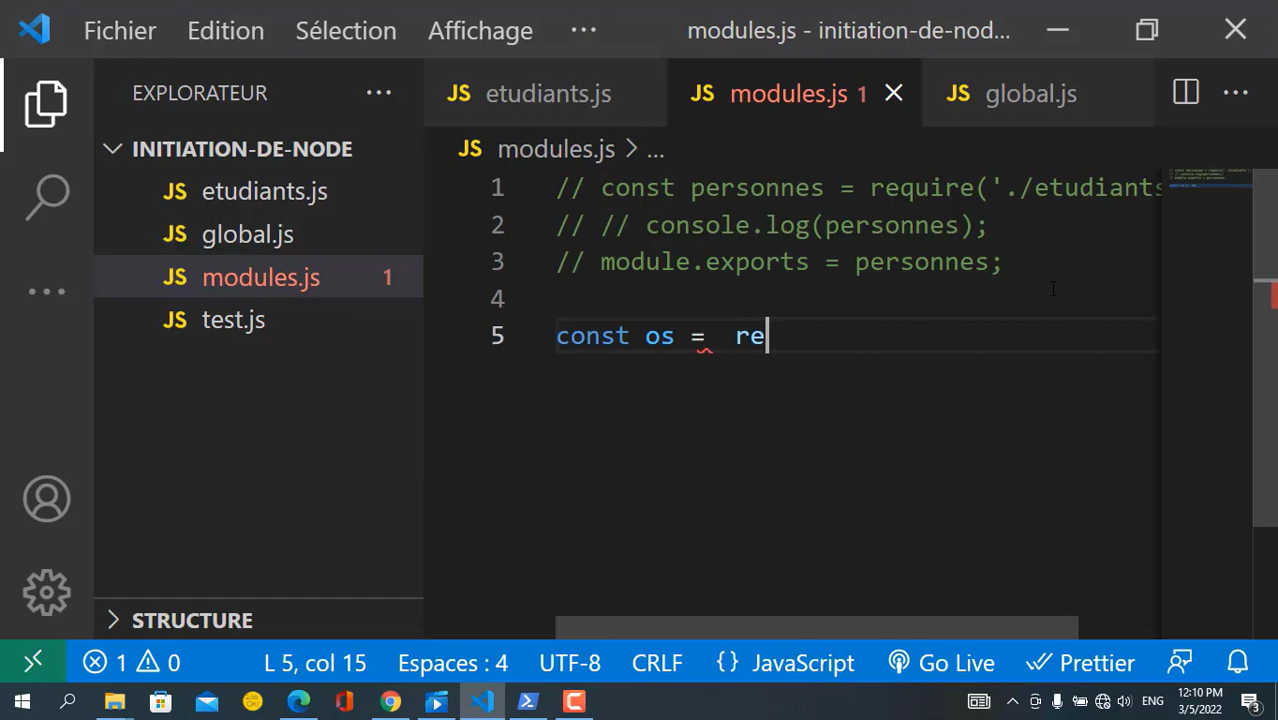 Fichier Edition Sélection Affichage ··· modules.js - initiation-de-nod...
EXPLORATEUR ···
JS etudiants.js JS modules.js 1 JS global.js ···
INITIATION-DE-NODE
JS etudiants.js
JS global.js
JS modules.js 1
JS test.js
STRUCTURE
JS modules.js > ...
1 // const personnes = require('./etudiants
2 // // console.log(personnes);
3 // module.exports = personnes;
4
5 const os =  re
1 0 L 5, col 15 Espaces : 4 UTF-8 CRLF {} JavaScript Go Live Prettier
ENG 12:10 PM 3/5/2022 3